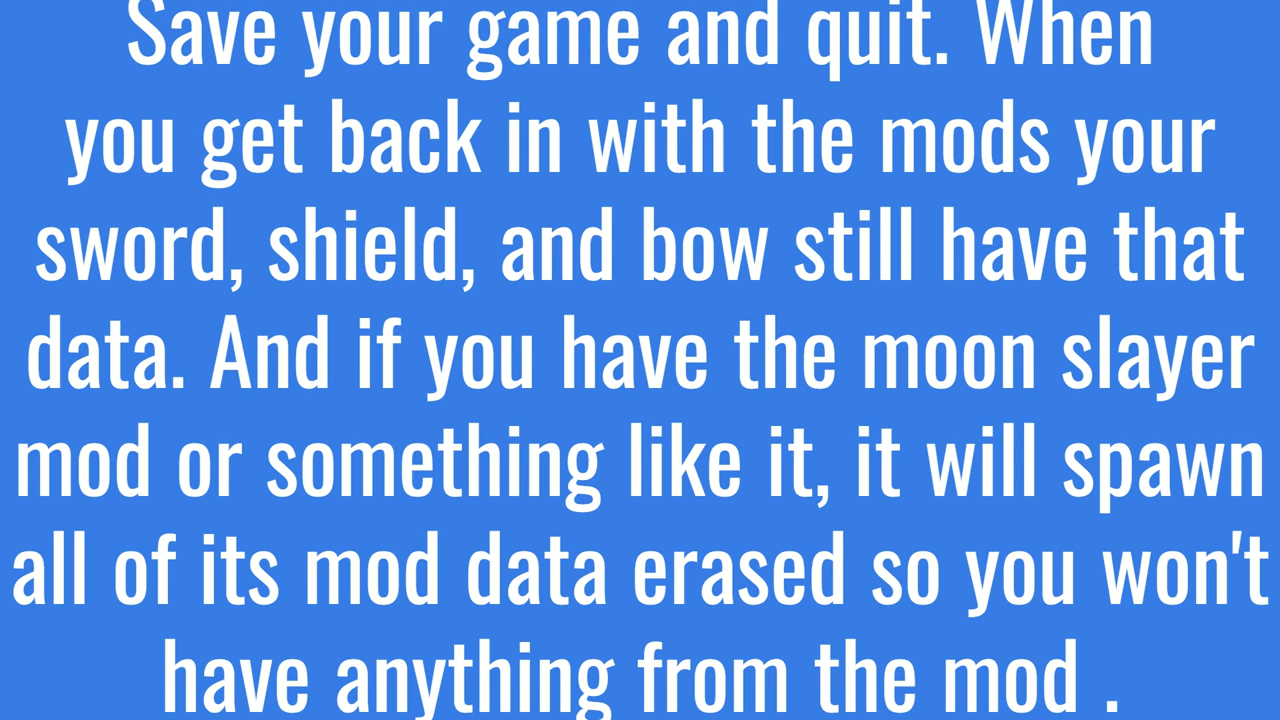 Save your game and quit. When
you get back in with the mods your
sword, shield, and bow still have that
data. And if you have the moon slayer
mod or something like it, it will spawn
all of its mod data erased so you won't
have anything from the mod .